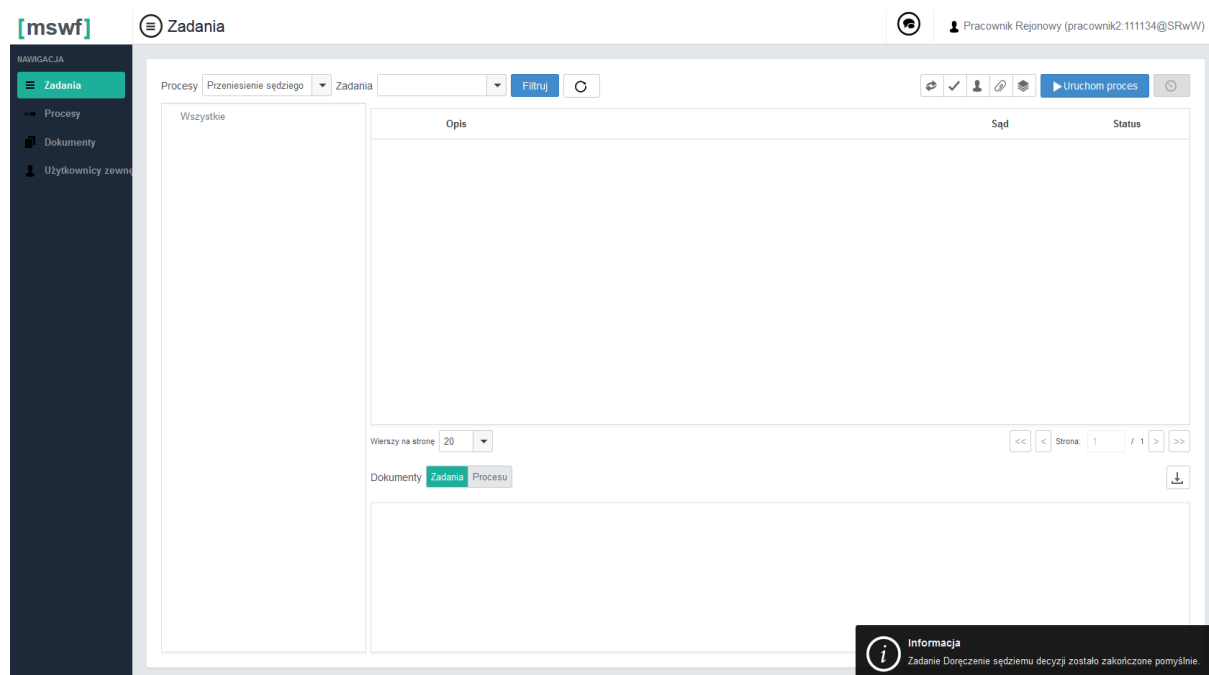 [mswf]
Zadania
Pracownik Rejonowy (pracownik2:111134@SRwW)
NAWIGACJA
Zadania
Procesy
Dokumenty
Użytkownicy zewnę
Procesy Przeniesienie sędziego Zadania Filtruj Uruchom proces
Wszystkie
Opis Sąd Status
Wierszy na stronę 20 << < Strona: 1 / 1 > >>
Dokumenty Zadania Procesu
Informacja
Zadanie Doręczenie sędziemu decyzji zostało zakończone pomyślnie.